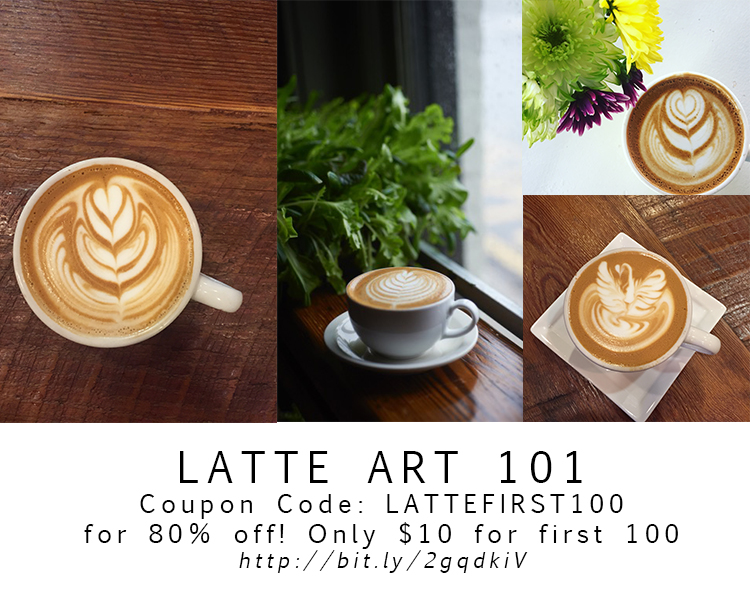 LATTE ART 101
Coupon Code: LATTEFIRST100
for 80% off! Only $10 for first 100
http://bit.ly/2gqdkiV